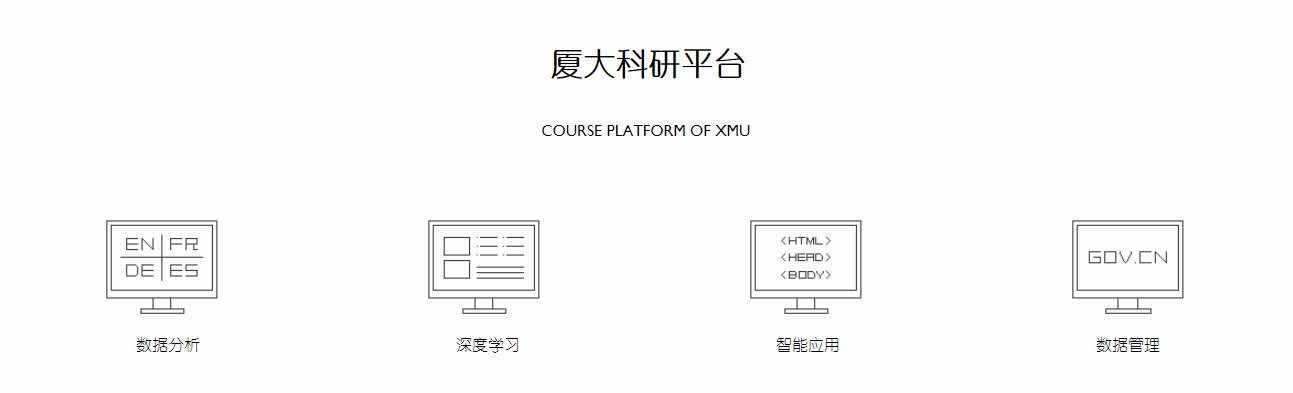 厦大科研平台
COURSE PLATFORM OF XMU
EN FR
DE ES
<HTML>
<HEAD>
<BODY>
GOV.CN
数据分析
深度学习
智能应用
数据管理